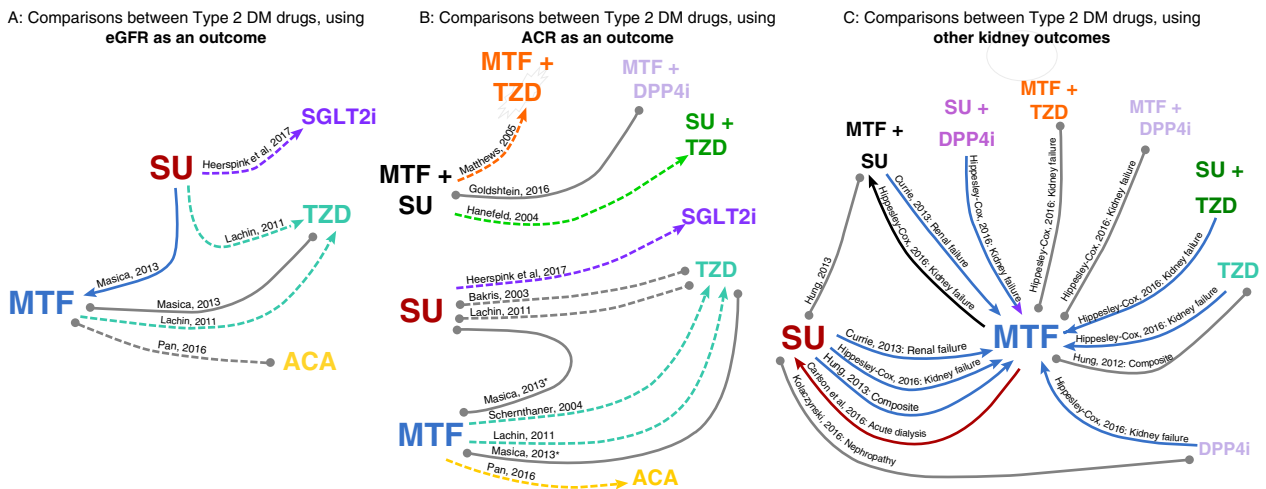 A: Comparisons between Type 2 DM drugs, using
eGFR as an outcome
SGLT2i
Heerspink et al, 2017
SU
TZD
Lachin, 2011
Masica, 2013
MTF
Masica, 2013
Lachin, 2011
Pan, 2016
ACA
B: Comparisons between Type 2 DM drugs, using
ACR as an outcome
MTF +
TZD
MTF +
DPP4i
SU +
TZD
Matthews, 2005
MTF +
SU
Goldshtein, 2016
Hanefeld, 2004
SGLT2i
Heerspink et al, 2017
TZD
Bakris, 2003
SU
Lachin, 2011
Masica, 2013*
Schernthaner, 2004
MTF
Lachin, 2011
Masica, 2013*
Pan, 2016
ACA
C: Comparisons between Type 2 DM drugs, using
other kidney outcomes
MTF +
SU
SU +
DPP4i
MTF +
TZD
MTF +
DPP4i
SU +
TZD
TZD
Hung, 2013
Currie, 2013: Renal failure
Hippesley-Cox, 2016: Kidney failure
Hippesley-Cox, 2016: Kidney failure
Hippesley-Cox, 2016: Kidney failure
Hippesley-Cox, 2016: Kidney failure
Hippesley-Cox, 2016: Kidney failure
Hippesley-Cox, 2016: Kidney failure
Hung, 2012: Composite
SU
MTF
Currie, 2013: Renal failure
Hippesley-Cox, 2016: Kidney failure
Hung, 2013: Composite
Carlson et al, 2016: Acute dialysis
Kolaczynski, 2016: Nephropathy
Hippesley-Cox, 2016: Kidney failure
DPP4i